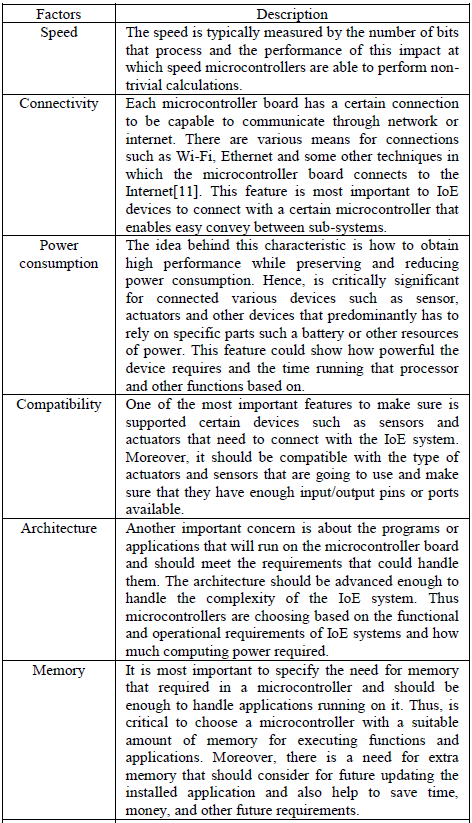 Factors Description
Speed The speed is typically measured by the number of bits
that process and the performance of this impact at
which speed microcontrollers are able to perform non-
trivial calculations.
Connectivity Each microcontroller board has a certain connection
to be capable to communicate through network or
internet. There are various means for connections
such as Wi-Fi, Ethernet and some other techniques in
which the microcontroller board connects to the
Internet[11]. This feature is most important to IoE
devices to connect with a certain microcontroller that
enables easy convey between sub-systems.
Power The idea behind this characteristic is how to obtain
consumption high performance while preserving and reducing
power consumption. Hence, is critically significant
for connected various devices such as sensor,
actuators and other devices that predominantly has to
rely on specific parts such a battery or other resources
of power. This feature could show how powerful the
device requires and the time running that processor
and other functions based on.
Compatibility One of the most important features to make sure is
supported certain devices such as sensors and
actuators that need to connect with the IoE system.
Moreover, it should be compatible with the type of
actuators and sensors that are going to use and make
sure that they have enough input/output pins or ports
available.
Architecture Another important concern is about the programs or
applications that will run on the microcontroller board
and should meet the requirements that could handle
them. The architecture should be advanced enough to
handle the complexity of the IoE system. Thus
microcontrollers are choosing based on the functional
and operational requirements of IoE systems and how
much computing power required.
Memory It is most important to specify the need for memory
that required in a microcontroller and should be
enough to handle applications running on it. Thus, is
critical to choose a microcontroller with a suitable
amount of memory for executing functions and
applications. Moreover, there is a need for extra
memory that should consider for future updating the
installed application and also help to save time,
money, and other future requirements.